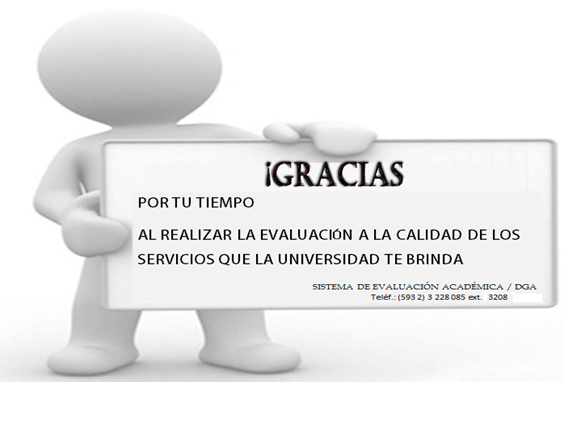 ¡GRACIAS
POR TU TIEMPO
AL REALIZAR LA EVALUACIÓN A LA CALIDAD DE LOS
SERVICIOS QUE LA UNIVERSIDAD TE BRINDA
SISTEMA DE EVALUACIÓN ACADÉMICA / DGA
Teléf.: (593 2) 3 228 085 ext. 3208